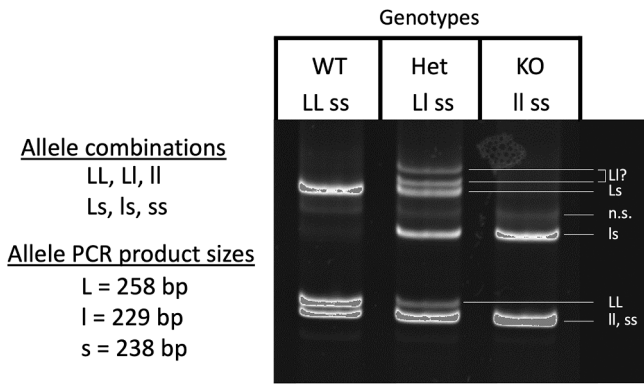 Genotypes
WT
LL ss
Het
Ll ss
KO
ll ss
Allele combinations
LL, Ll, ll
Ls, ls, ss
Allele PCR product sizes
L = 258 bp
l = 229 bp
s = 238 bp
Ll?
Ls
n.s.
ls
LL
ll, ss